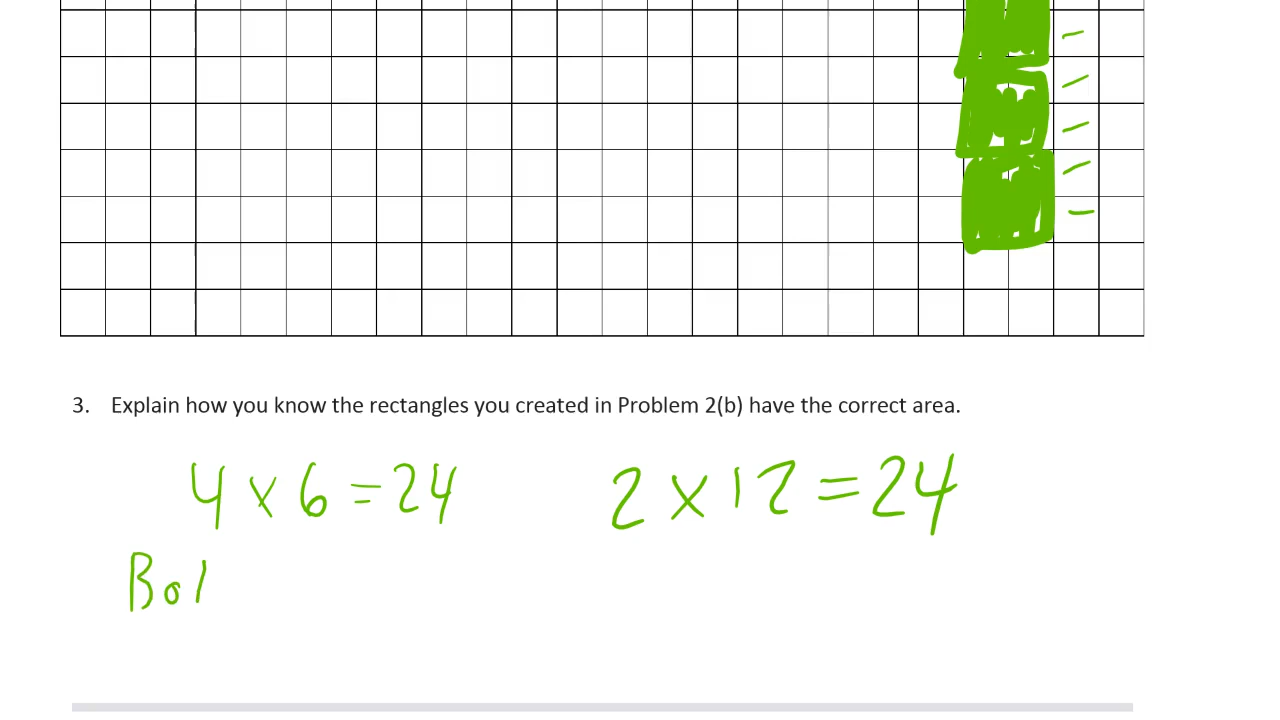 3. Explain how you know the rectangles you created in Problem 2(b) have the correct area.
4 x 6 = 24 2 x 12 = 24